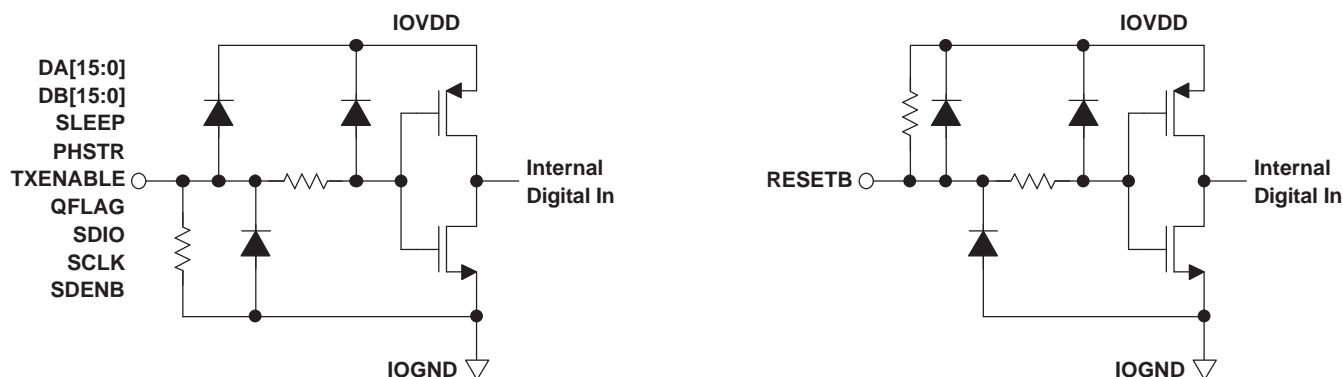 IOVDD
DA[15:0]
DB[15:0]
SLEEP
PHSTR
TXENABLE
QFLAG
SDIO
SCLK
SDENB
Internal
Digital In
IOGND
IOVDD
RESETB
Internal
Digital In
IOGND